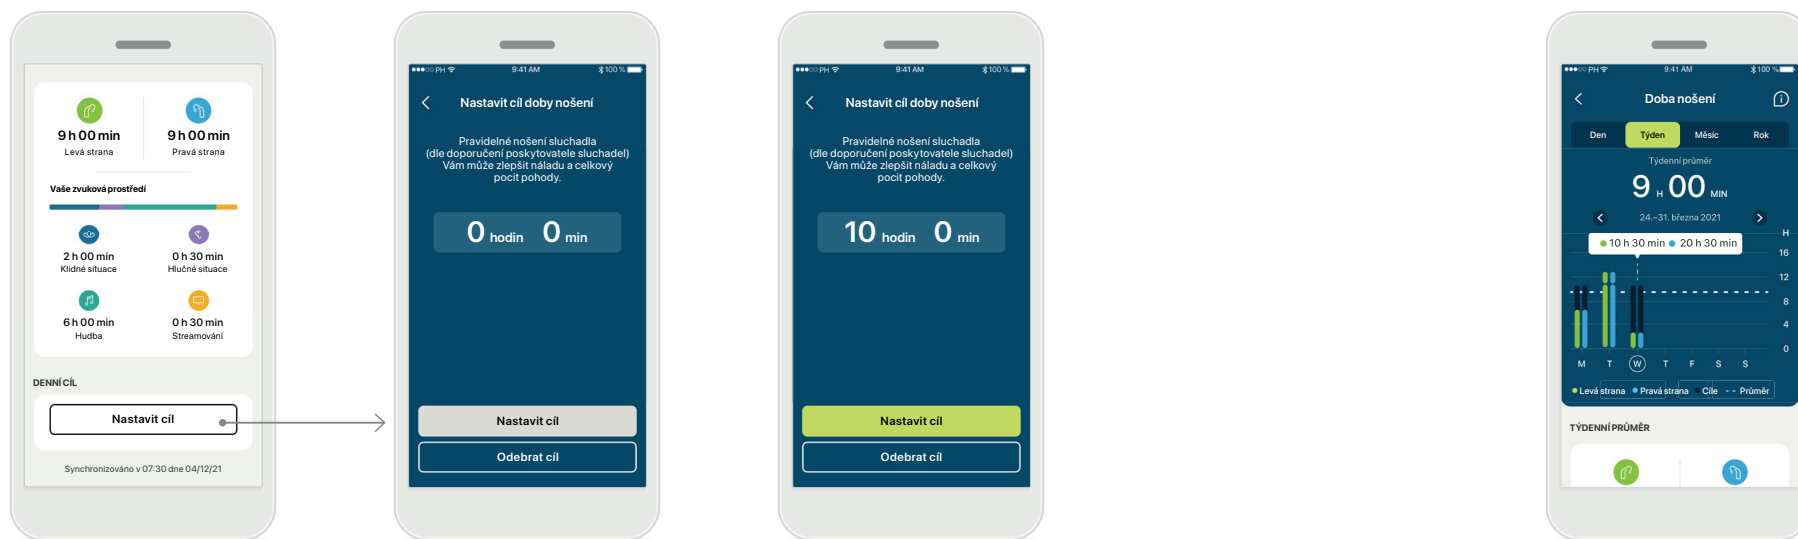 9 h 00 min
9 h 00 min
Levá strana
Pravá strana
Vaše zvuková prostředí
2 h 00 min
0 h 30 min
Klidné situace
Hlučné situace
6 h 00 min
0 h 30 min
Hudba
Streamování
DENNÍ CÍL
Nastavit cíl
Synchronizováno v 07:30 dne 04/12/21
PH 9:41 AM 100 %
Nastavit cíl doby nošení
Pravidelné nošení sluchadla
(dle doporučení poskytovatele sluchadel)
Vám může zlepšit náladu a celkový
pocit pohody.
0 hodin 0 min
Nastavit cíl
Odebrat cíl
PH 9:41 AM 100 %
Nastavit cíl doby nošení
Pravidelné nošení sluchadla
(dle doporučení poskytovatele sluchadel)
Vám může zlepšit náladu a celkový
pocit pohody.
10 hodin 0 min
Nastavit cíl
Odebrat cíl
PH 9:41 AM 100 %
Doba nošení
Den Týden Měsíc Rok
Týdenní průměr
9 H 00 MIN
24.–31. března 2021
H
10 h 30 min 20 h 30 min
16
12
8
4
0
M T W T F S S
Levá strana Pravá strana Cíle - - Průměr
TÝDENNÍ PRŮMĚR